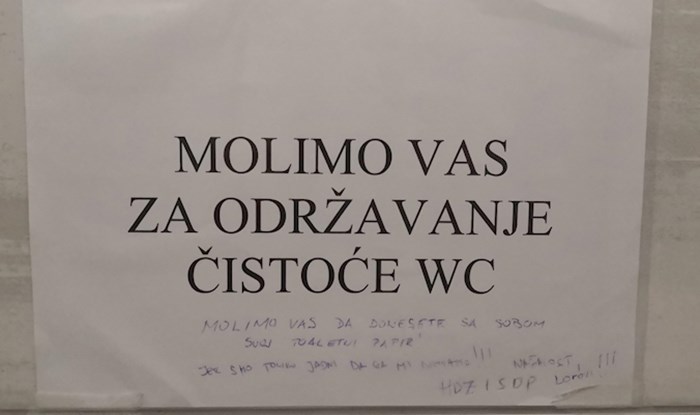 MOLIMO VAS
ZA ODRŽAVANJE
ČISTOĆE WC
MOLIMO VAS DA DONESETE SA SOBOM
SVOJ TOALETNI PAPIR!
JER SMO TOLIKO JADNI DA GA MI NEMAMO!!! NAŽALOST, !!!
HDZ I SDP